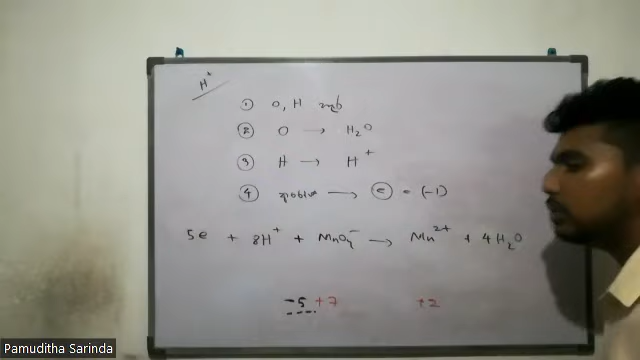 H⁺
① O, H
② O → H₂O
③ H → H⁺
④ → e = (-1)
5e + 8H⁺ + MnO₄⁻ → Mn²⁺ + 4H₂O
-5 +7 +2
Pamuditha Sarinda